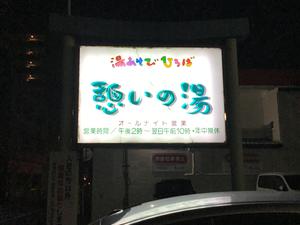 湯あそびひろば
憩いの湯
オールナイト営業
営業時間／午後2時～翌日午前10時・年中無休